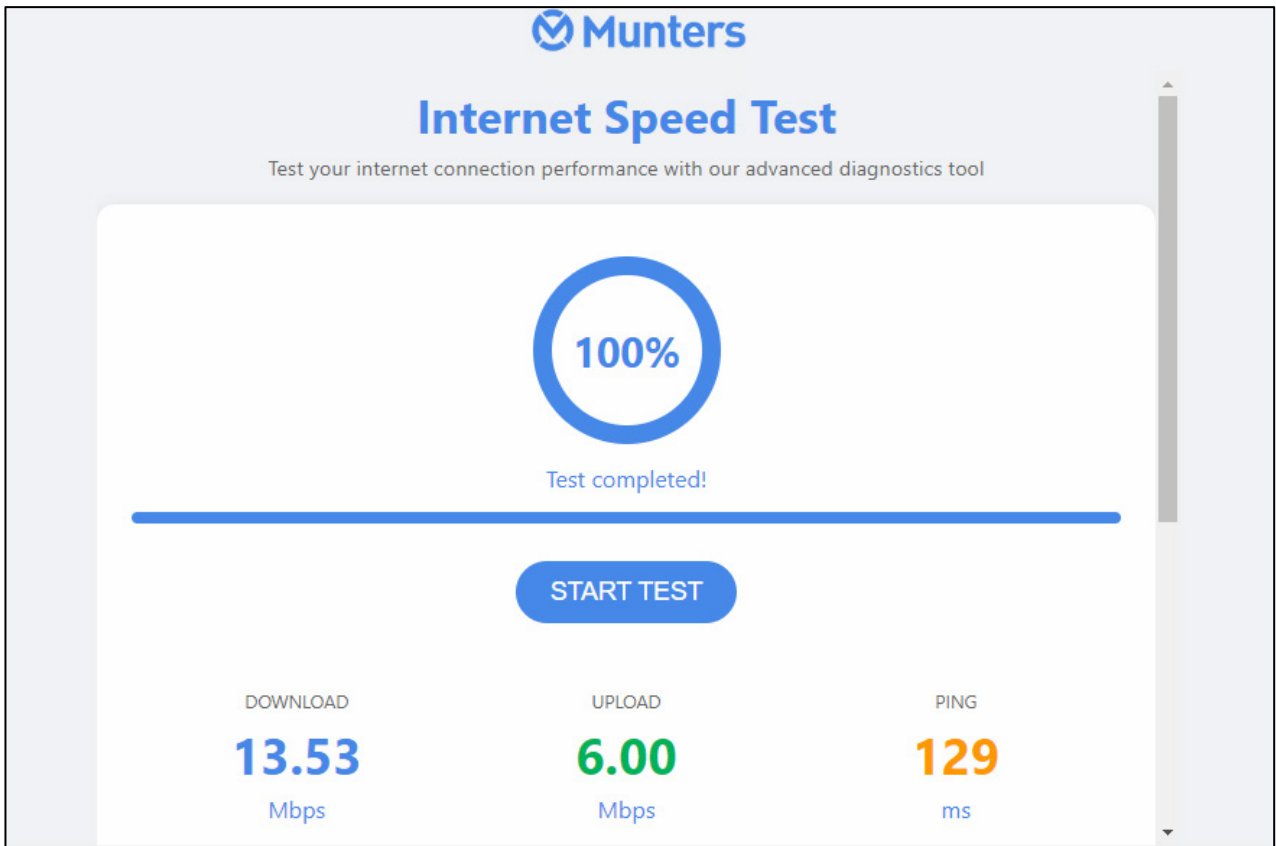 Munters
Internet Speed Test
Test your internet connection performance with our advanced diagnostics tool
100%
Test completed!
START TEST
DOWNLOAD UPLOAD PING
13.53 6.00 129
Mbps Mbps ms